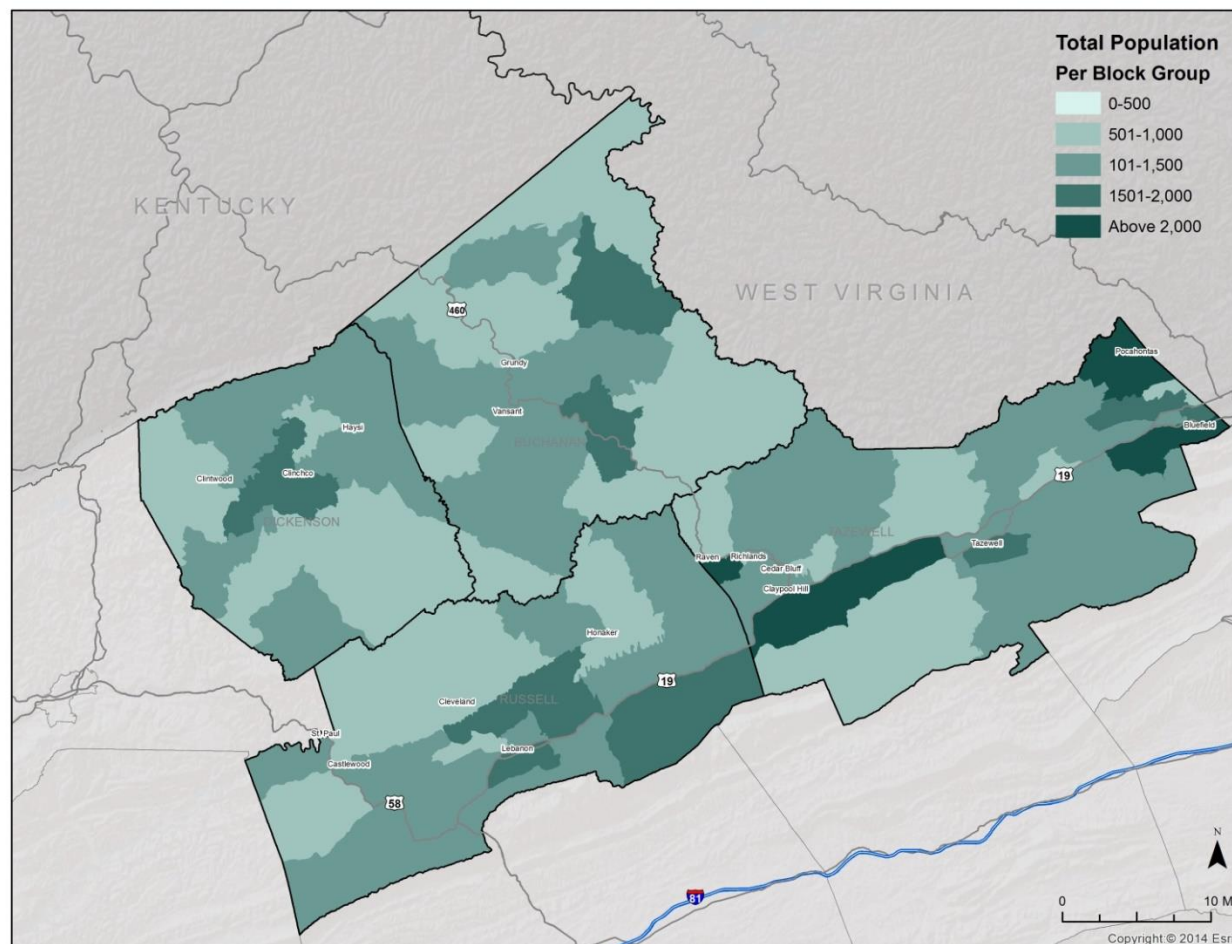 Total Population
Per Block Group
0-500
501-1,000
101-1,500
1501-2,000
Above 2,000
KENTUCKY
WEST VIRGINIA
460
Pocahontas
Grundy
Haysi
Vansant
Bluefield
BUCHANAN
Clinchco
Clintwood
19
DICKENSON
TAZEWELL
Tazewell
Raven
Richlands
Cedar Bluff
Claypool Hill
Honaker
19
RUSSELL
Cleveland
St. Paul
Lebanon
Castlewood
58
N
81
0 10 M
Copyright:© 2014 Esr